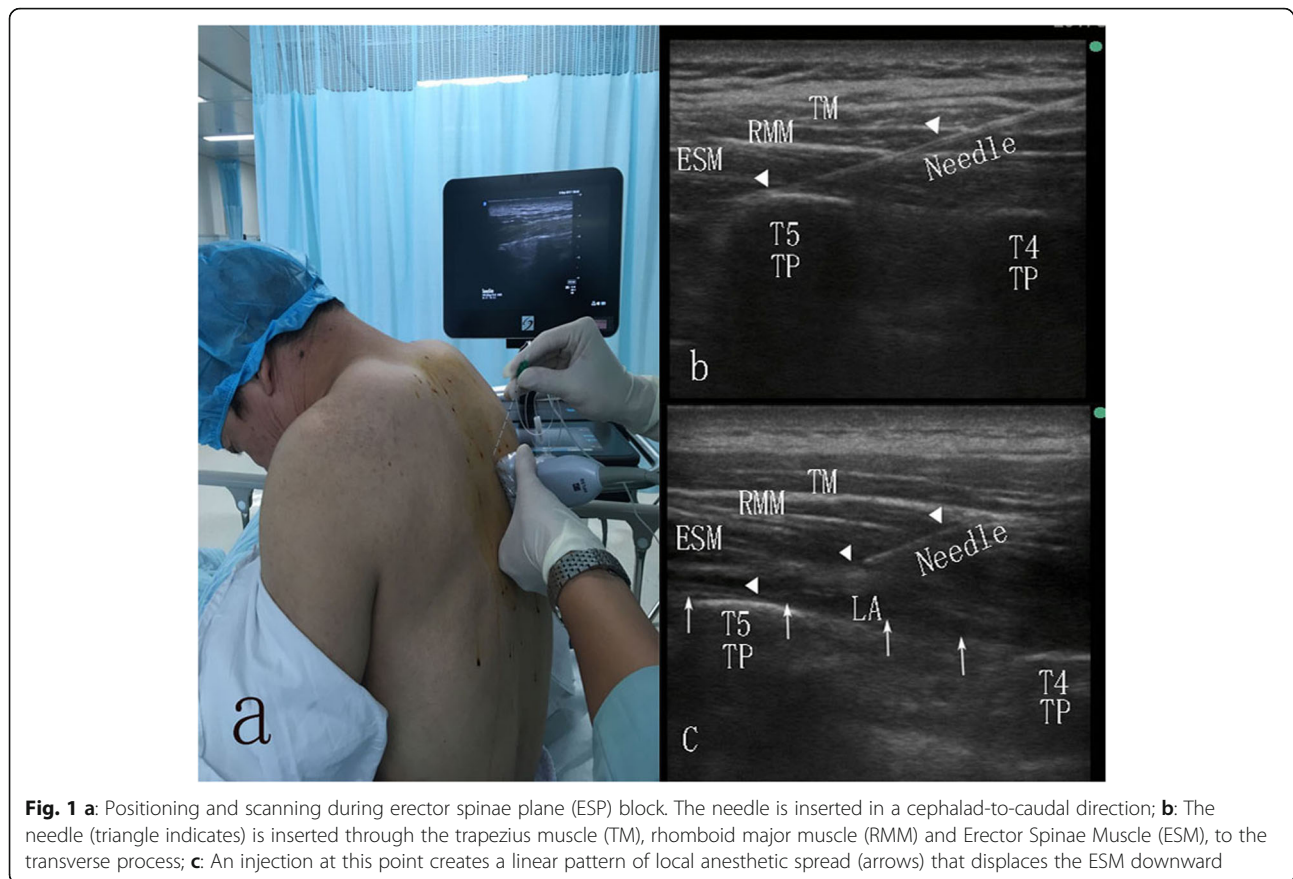 a
TM
RMM
ESM
Needle
T5
TP
T4
TP
b
TM
RMM
ESM
Needle
LA
T5
TP
T4
TP
c
Fig. 1 a: Positioning and scanning during erector spinae plane (ESP) block. The needle is inserted in a cephalad-to-caudal direction; b: The
needle (triangle indicates) is inserted through the trapezius muscle (TM), rhomboid major muscle (RMM) and Erector Spinae Muscle (ESM), to the
transverse process; c: An injection at this point creates a linear pattern of local anesthetic spread (arrows) that displaces the ESM downward